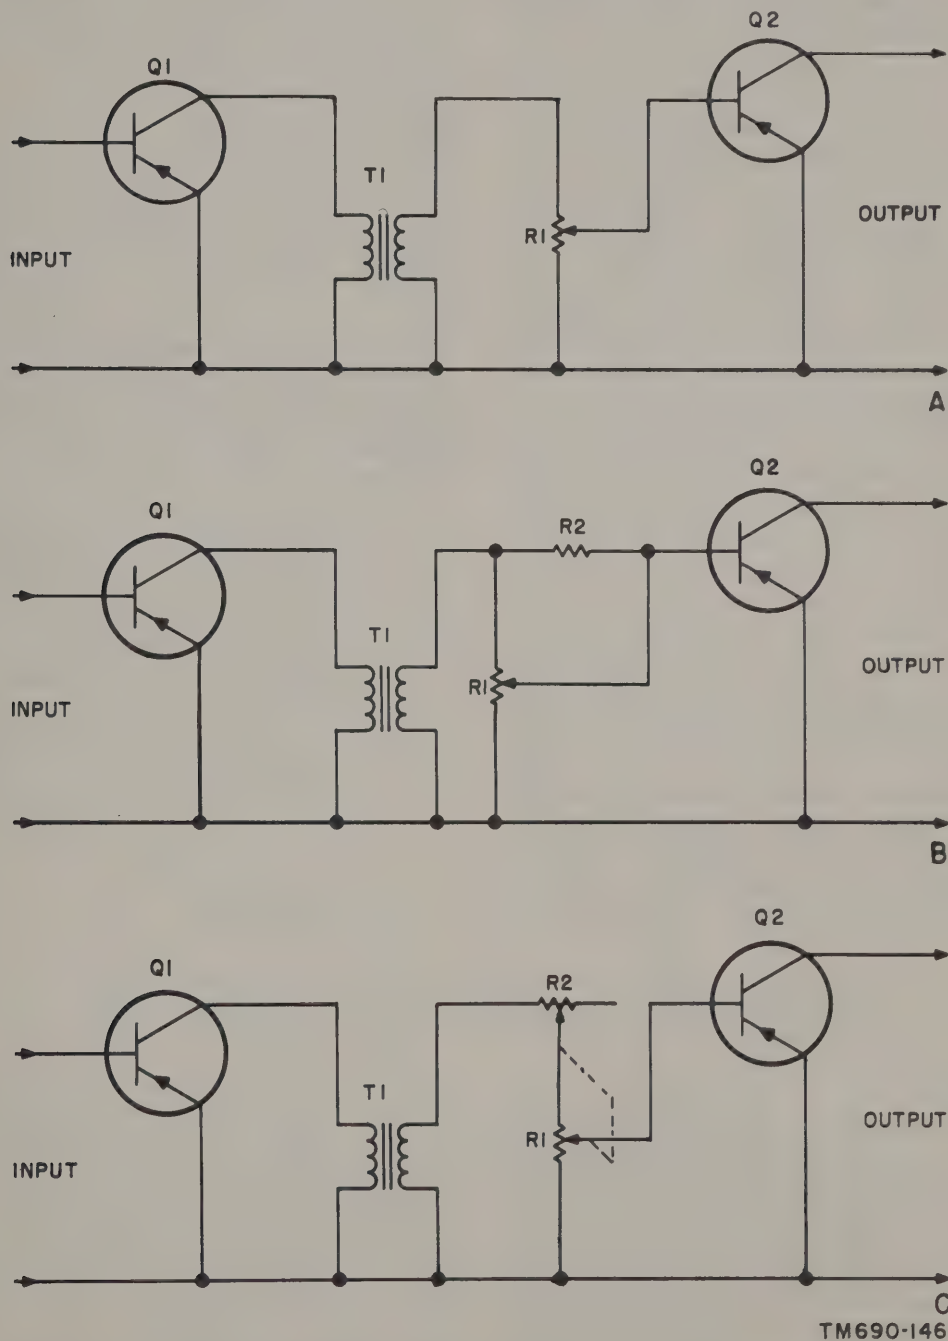 Q2
Q1
T1
R1
INPUT
OUTPUT
A
Q2
Q1
R2
T1
R1
INPUT
OUTPUT
B
Q2
Q1
R2
T1
R1
INPUT
OUTPUT
C
TM690-146